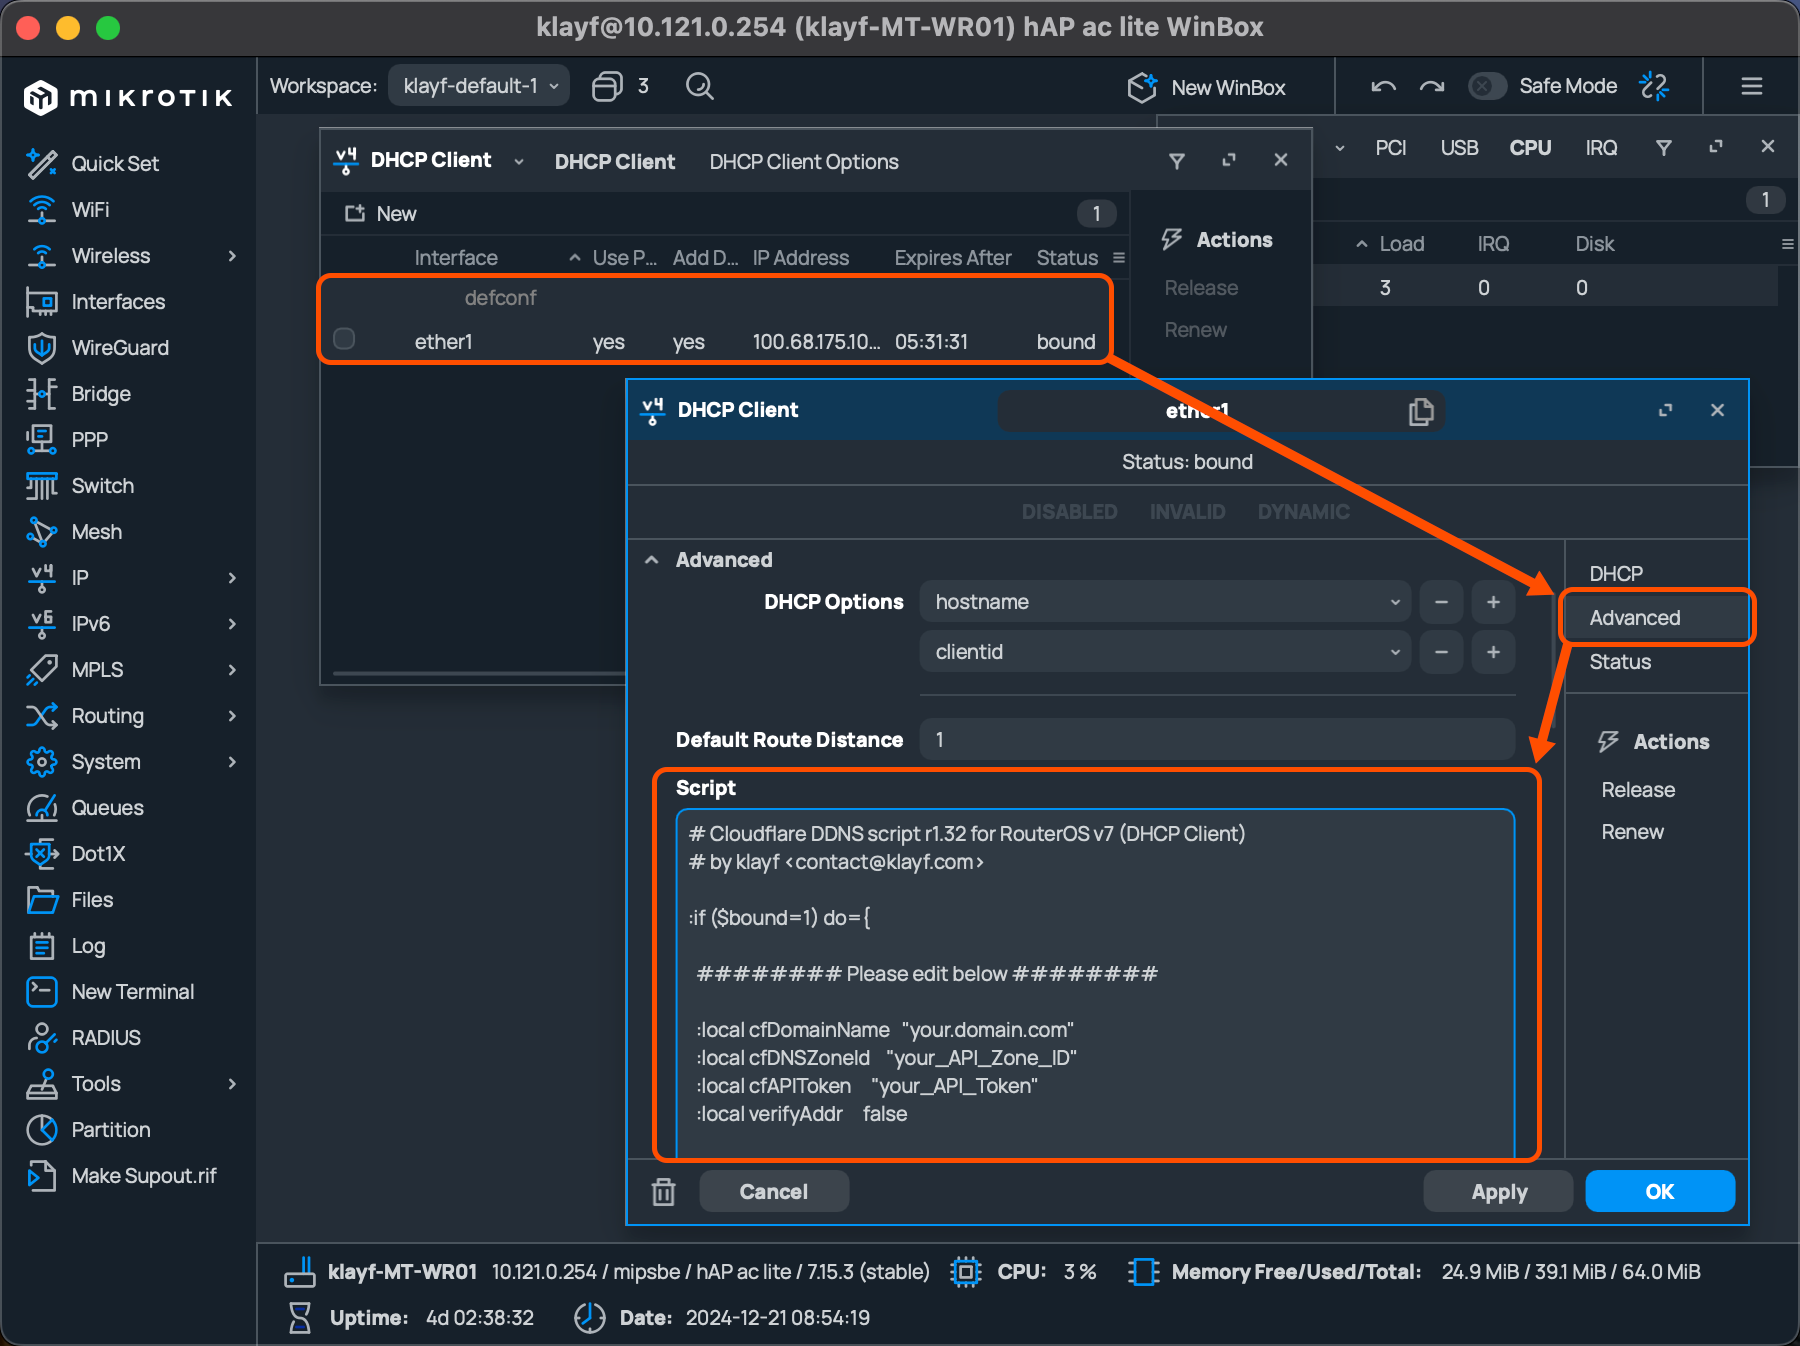 klayf@10.121.0.254 (klayf-MT-WR01) hAP ac lite WinBox
mikrotik
Workspace: klayf-default-1 3
New WinBox
Safe Mode
Quick Set
WiFi
Wireless
Interfaces
WireGuard
Bridge
PPP
Switch
Mesh
IP
IPv6
MPLS
Routing
System
Queues
Dot1X
Files
Log
New Terminal
RADIUS
Tools
Partition
Make Supout.rif
v4 DHCP Client DHCP Client DHCP Client Options
New 1
Interface Use P... Add D... IP Address Expires After Status
defconf
ether1 yes yes 100.68.175.10... 05:31:31 bound
Actions
Release
Renew
PCI USB CPU IRQ
1
Load IRQ Disk
3 0 0
v4 DHCP Client ether1
Status: bound
DISABLED INVALID DYNAMIC
Advanced
DHCP Options hostname
clientid
Default Route Distance 1
Script
# Cloudflare DDNS script r1.32 for RouterOS v7 (DHCP Client)
# by klayf <contact@klayf.com>
:if ($bound=1) do={
######## Please edit below ########
:local cfDomainName "your.domain.com"
:local cfDNSZoneId "your_API_Zone_ID"
:local cfAPIToken "your_API_Token"
:local verifyAddr false
DHCP
Advanced
Status
Actions
Release
Renew
Cancel Apply OK
klayf-MT-WR01 10.121.0.254 / mipsbe / hAP ac lite / 7.15.3 (stable) CPU: 3 % Memory Free/Used/Total: 24.9 MiB / 39.1 MiB / 64.0 MiB
Uptime: 4d 02:38:32 Date: 2024-12-21 08:54:19